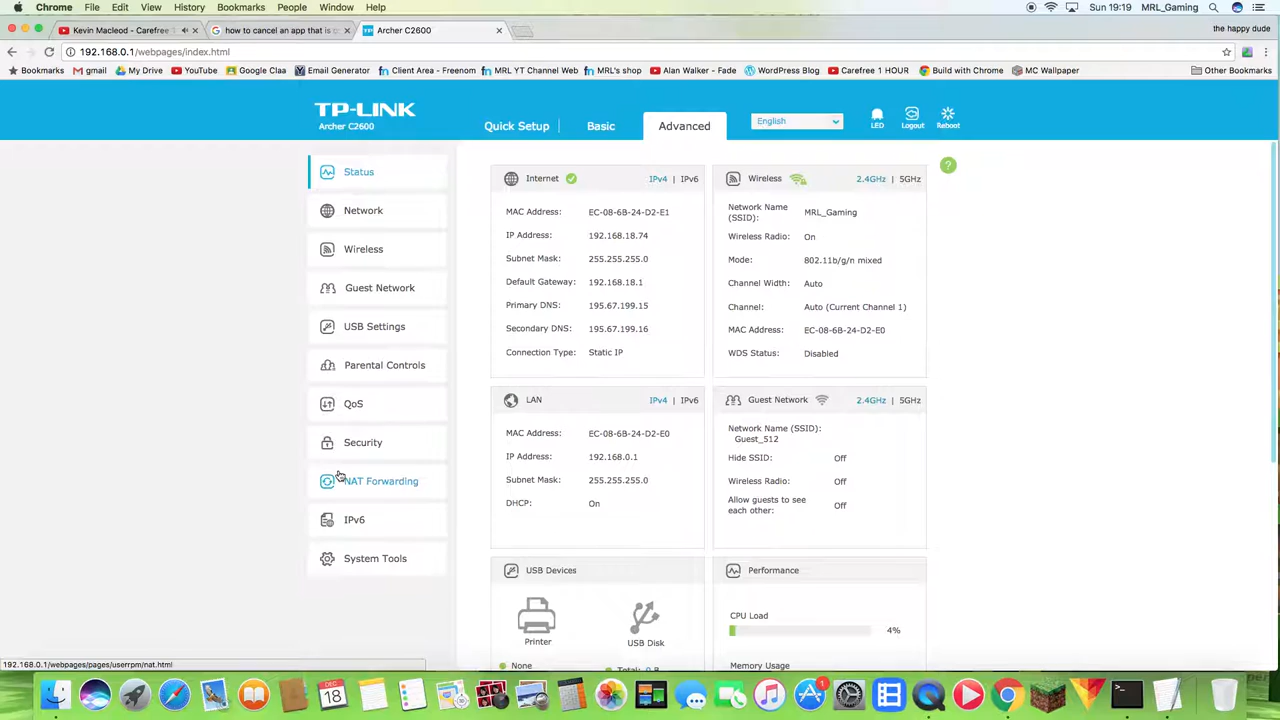 Chrome File Edit View History Bookmarks People Window Help Sun 19:19 MRL_Gaming
Kevin Macleod - Carefree how to cancel an app that is Archer C2600 the happy dude
192.168.0.1/webpages/index.html
Bookmarks gmail My Drive YouTube Google Claa Email Generator Client Area - Freenom MRL YT Channel Web MRL's shop Alan Walker - Fade WordPress Blog Carefree 1 HOUR Build with Chrome MC Wallpaper Other Bookmarks
TP-LINK
Archer C2600
Quick Setup Basic Advanced English LED Logout Reboot
Status
Network
Wireless
Guest Network
USB Settings
Parental Controls
QoS
Security
NAT Forwarding
IPv6
System Tools
Internet IPv4 | IPv6
MAC Address: EC-08-6B-24-D2-E1
IP Address: 192.168.18.74
Subnet Mask: 255.255.255.0
Default Gateway: 192.168.18.1
Primary DNS: 195.67.199.15
Secondary DNS: 195.67.199.16
Connection Type: Static IP
Wireless 2.4GHz | 5GHz
Network Name
(SSID): MRL_Gaming
Wireless Radio: On
Mode: 802.11b/g/n mixed
Channel Width: Auto
Channel: Auto (Current Channel 1)
MAC Address: EC-08-6B-24-D2-E0
WDS Status: Disabled
?
LAN IPv4 | IPv6
MAC Address: EC-08-6B-24-D2-E0
IP Address: 192.168.0.1
Subnet Mask: 255.255.255.0
DHCP: On
Guest Network 2.4GHz | 5GHz
Network Name (SSID):
Guest_512
Hide SSID: Off
Wireless Radio: Off
Allow guests to see
each other: Off
USB Devices
Printer USB Disk
None Total: 0 B
Performance
CPU Load
4%
Memory Usage
192.168.0.1/webpages/pages/userrpm/nat.html
DEC
18
1